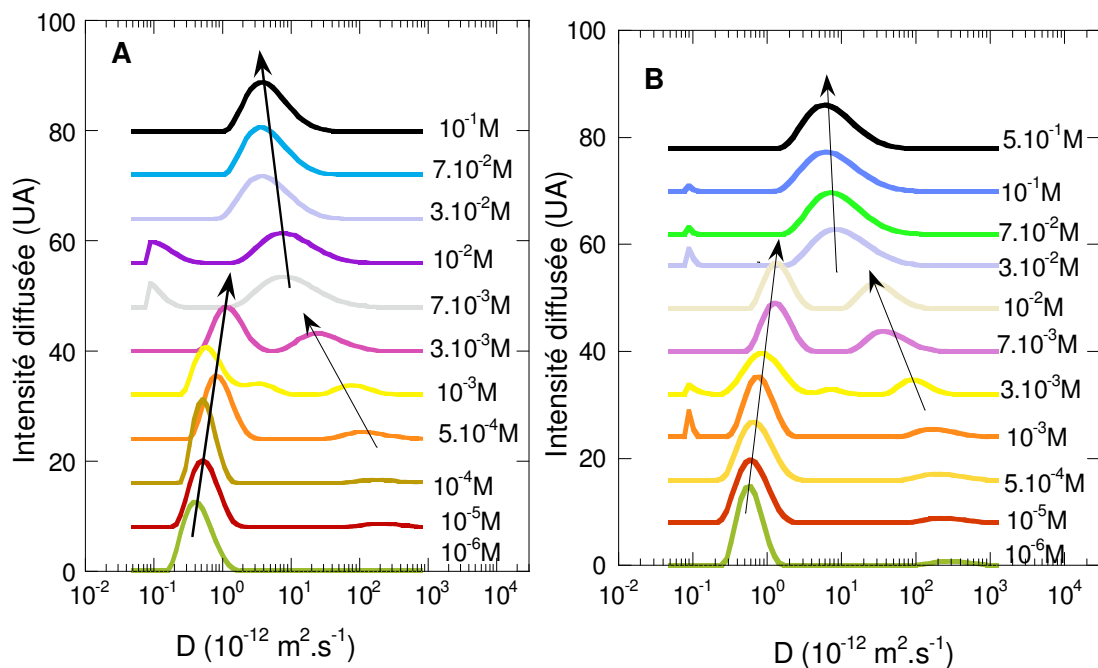 A
Intensité diffusée (UA)
100
80
60
40
20
0
10⁻¹M
7.10⁻²M
3.10⁻²M
10⁻²M
7.10⁻³M
3.10⁻³M
10⁻³M
5.10⁻⁴M
10⁻⁴M
10⁻⁵M
10⁻⁶M
10⁻² 10⁻¹ 10⁰ 10¹ 10² 10³ 10⁴
D (10⁻¹² m².s⁻¹)
B
Intensité diffusée (UA)
100
80
60
40
20
0
5.10⁻¹M
10⁻¹M
7.10⁻²M
3.10⁻²M
10⁻²M
7.10⁻³M
3.10⁻³M
10⁻³M
5.10⁻⁴M
10⁻⁵M
10⁻⁶M
10⁻² 10⁻¹ 10⁰ 10¹ 10² 10³ 10⁴
D (10⁻¹² m².s⁻¹)